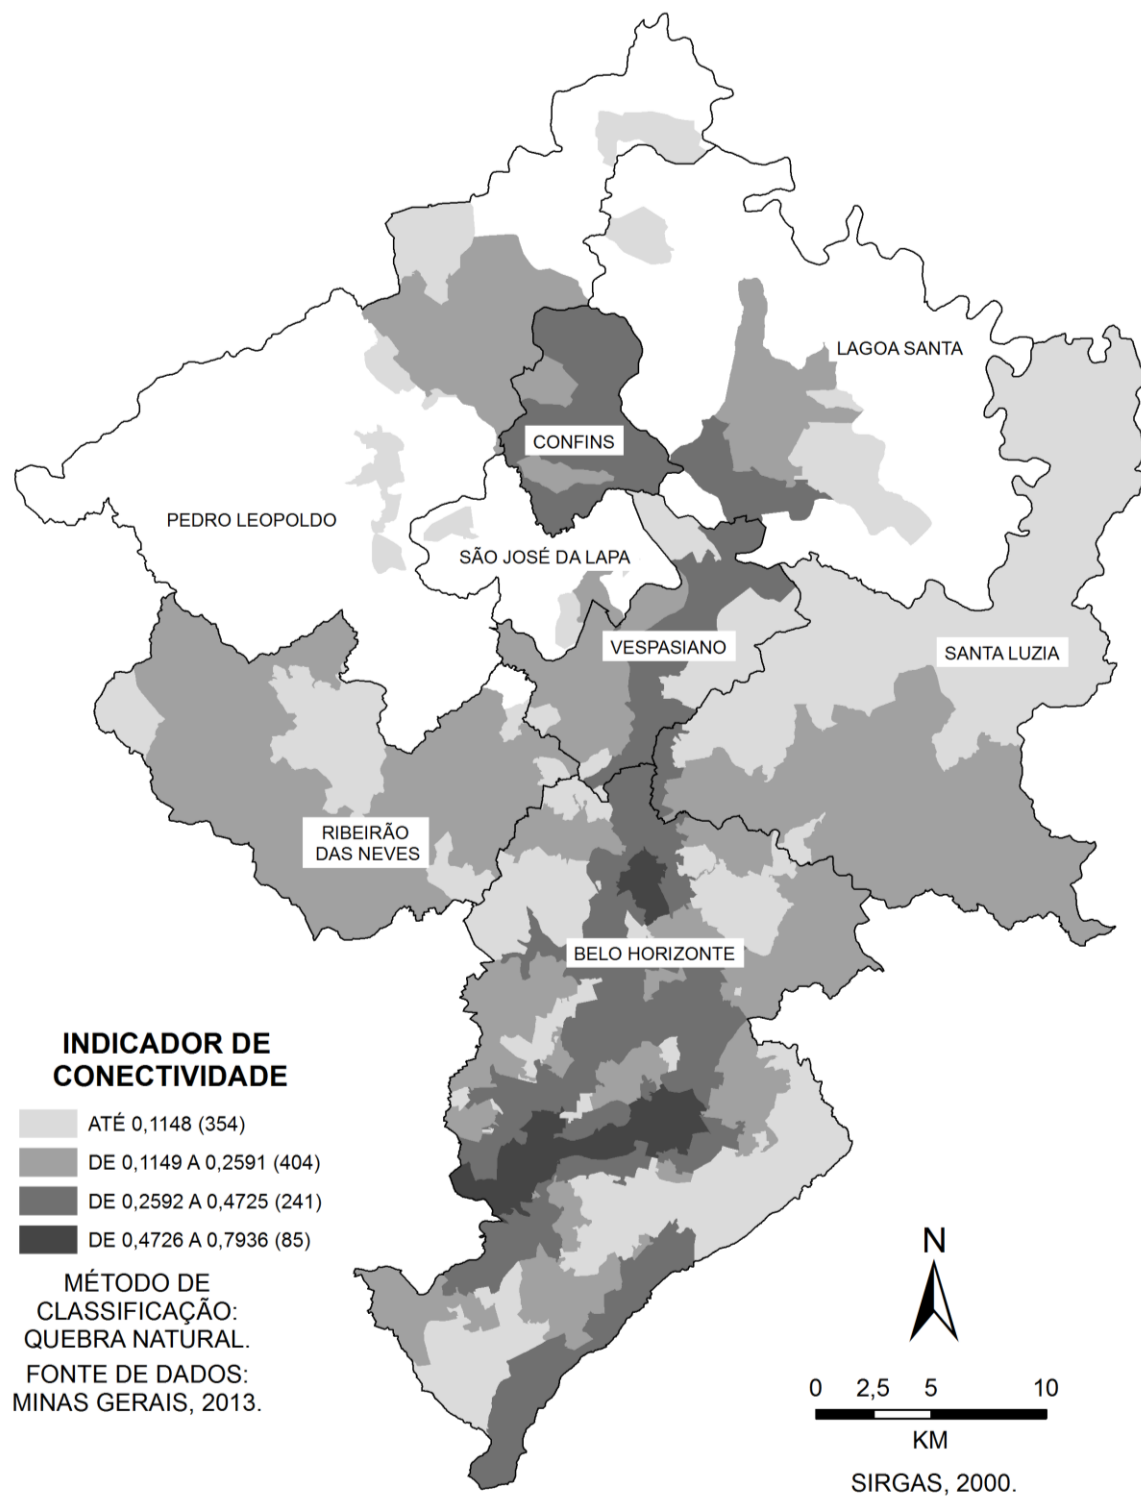 LAGOA SANTA
CONFINS
PEDRO LEOPOLDO
SÃO JOSÉ DA LAPA
VESPASIANO
SANTA LUZIA
RIBEIRÃO
DAS NEVES
BELO HORIZONTE
INDICADOR DE
CONECTIVIDADE
ATÉ 0,1148 (354)
DE 0,1149 A 0,2591 (404)
DE 0,2592 A 0,4725 (241)
DE 0,4726 A 0,7936 (85)
MÉTODO DE
CLASSIFICAÇÃO:
QUEBRA NATURAL.
FONTE DE DADOS:
MINAS GERAIS, 2013.
N
0 2,5 5 10
KM
SIRGAS, 2000.